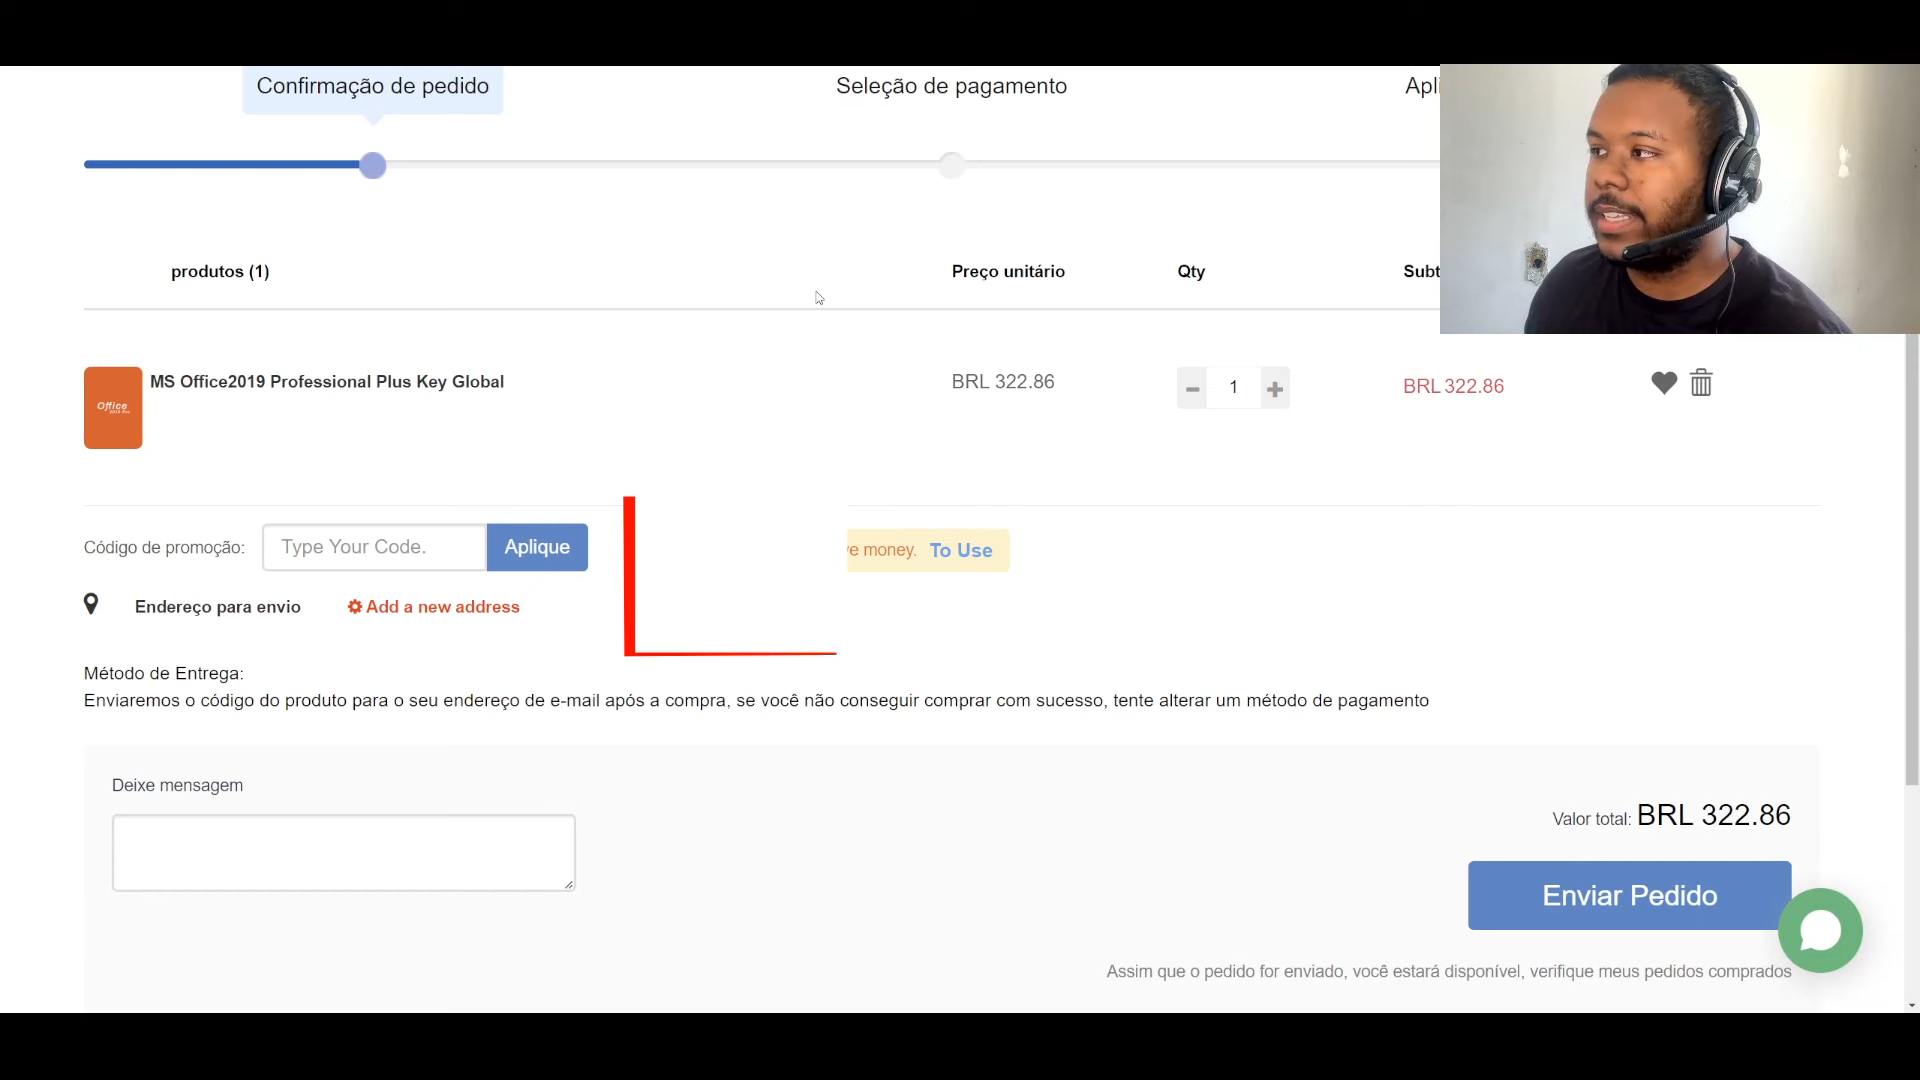 Confirmação de pedido
Seleção de pagamento
Apli
produtos (1)
Preço unitário
Qty
Subt
Office
MS Office2019 Professional Plus Key Global
BRL 322.86
1
BRL 322.86
Código de promoção:
Type Your Code.
Aplique
ve money. To Use
Endereço para envio
Add a new address
Método de Entrega:
Enviaremos o código do produto para o seu endereço de e-mail após a compra, se você não conseguir comprar com sucesso, tente alterar um método de pagamento
Deixe mensagem
Valor total: BRL 322.86
Enviar Pedido
Assim que o pedido for enviado, você estará disponível, verifique meus pedidos comprados